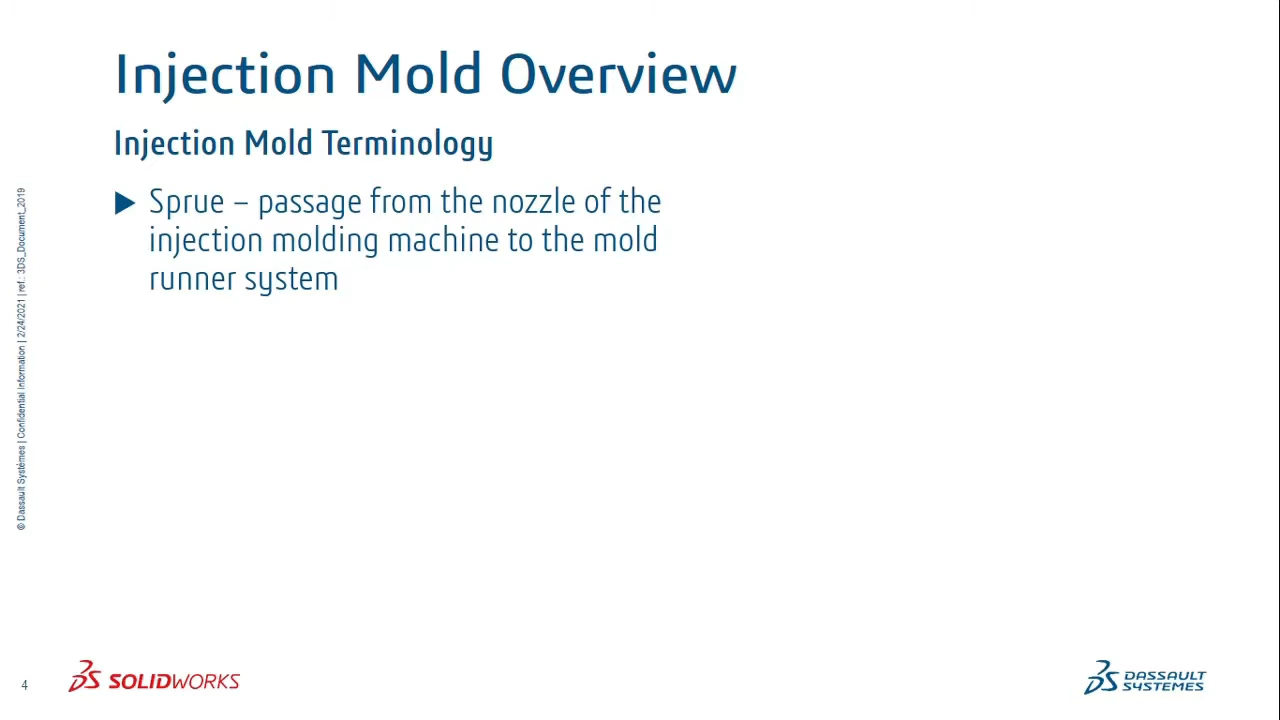 Injection Mold Overview
Injection Mold Terminology
Sprue – passage from the nozzle of the
injection molding machine to the mold
runner system
© Dassault Systèmes | Confidential Information | 2/24/2021 | ref.: 3DS_Document_2019
4
SOLIDWORKS
DASSAULT
SYSTEMES